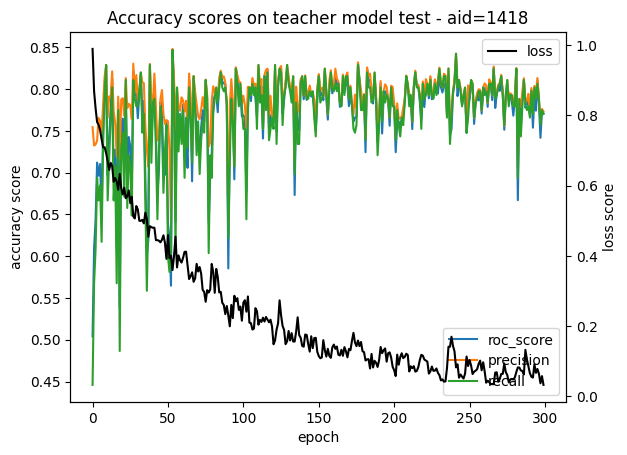 Accuracy scores on teacher model test - aid=1418
loss
accuracy score
0.85
0.80
0.75
0.70
0.65
0.60
0.55
0.50
0.45
1.0
0.8
0.6
0.4
0.2
0.0
loss score
roc_score
precision
recall
0
50
100
150
200
250
300
epoch